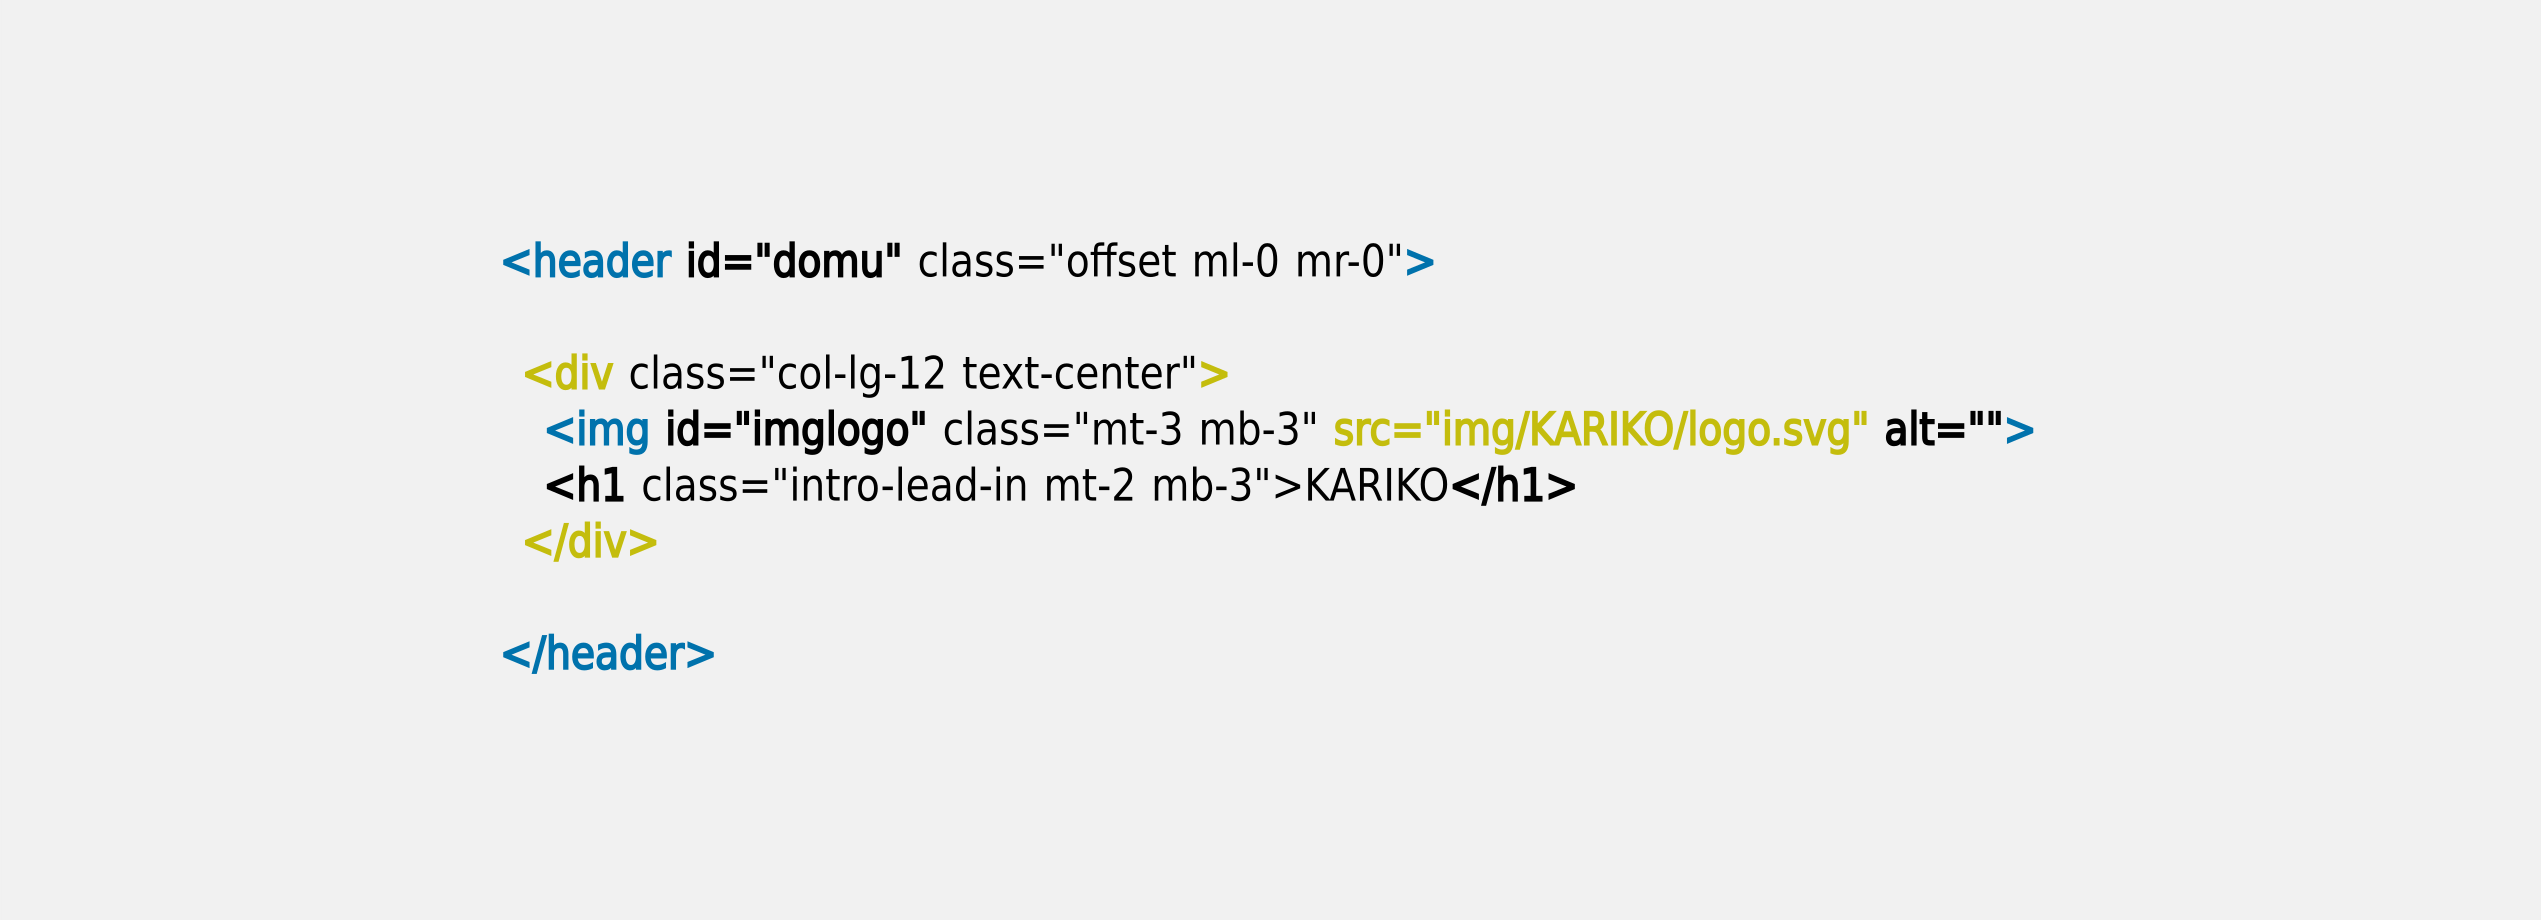 <header id="domu" class="offset ml-0 mr-0">
<div class="col-lg-12 text-center">
<img id="imglogo" class="mt-3 mb-3" src="img/KARIKO/logo.svg" alt="">
<h1 class="intro-lead-in mt-2 mb-3">KARIKO</h1>
</div>
</header>